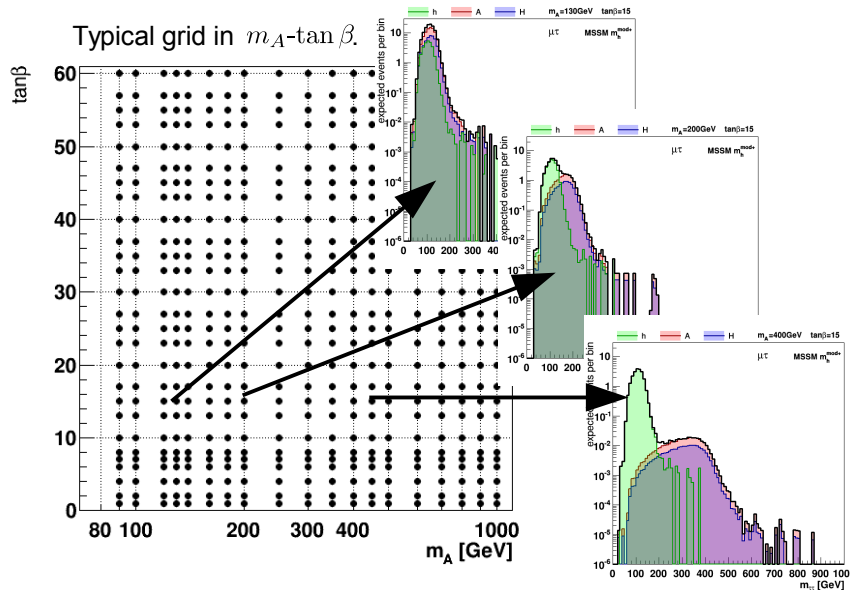 Typical grid in m_A-tan β.
tanβ
60
50
40
30
20
10
0
80 100 200 300 400 1000
m_A [GeV]
h A H m_A=130GeV tanβ=15
μτ MSSM m_h^mod+
expected events per bin
10
1
10^-1
10^-2
10^-3
10^-4
10^-5
10^-6
0 100 200 300 40
h A H m_A=200GeV tanβ=15
μτ MSSM m_h^mod+
expected events per bin
10
1
10^-1
10^-2
10^-3
10^-4
10^-5
10^-6
0 100 200
h A H m_A=400GeV tanβ=15
μτ MSSM m_h^mod+
expected events per bin
10
1
10^-1
10^-2
10^-3
10^-4
10^-5
10^-6
0 100 200 300 400 500 600 700 800 900 100
[GeV]